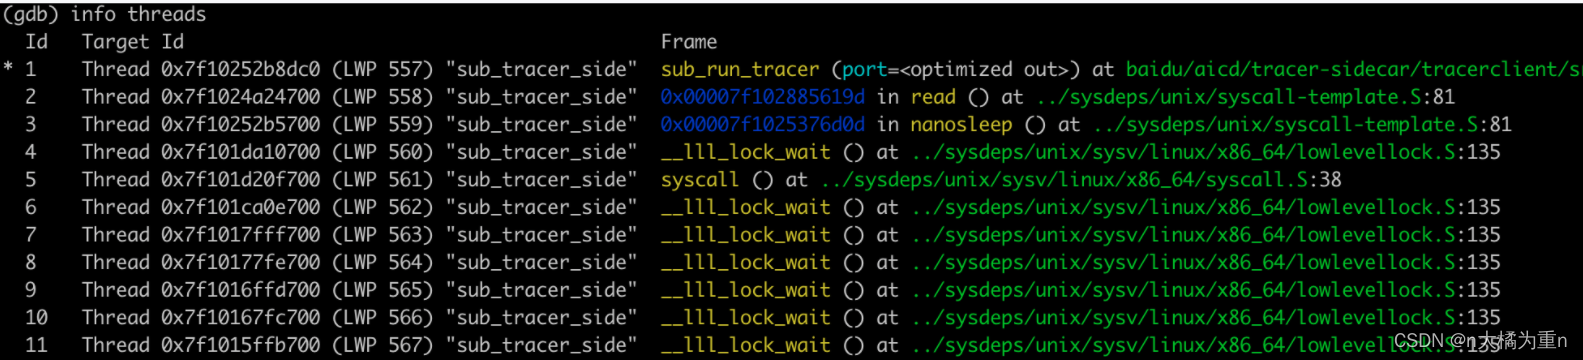 (gdb) info threads
  Id   Target Id                                         Frame
* 1    Thread 0x7f10252b8dc0 (LWP 557) "sub_tracer_side"  sub_run_tracer (port=<optimized out>) at baidu/aicd/tracer-sidecar/tracerclient/s
  2    Thread 0x7f1024a24700 (LWP 558) "sub_tracer_side"  0x00007f102885619d in read () at ../sysdeps/unix/syscall-template.S:81
  3    Thread 0x7f10252b5700 (LWP 559) "sub_tracer_side"  0x00007f1025376d0d in nanosleep () at ../sysdeps/unix/syscall-template.S:81
  4    Thread 0x7f101da10700 (LWP 560) "sub_tracer_side"  __lll_lock_wait () at ../sysdeps/unix/sysv/linux/x86_64/lowlevellock.S:135
  5    Thread 0x7f101d20f700 (LWP 561) "sub_tracer_side"  syscall () at ../sysdeps/unix/sysv/linux/x86_64/syscall.S:38
  6    Thread 0x7f101ca0e700 (LWP 562) "sub_tracer_side"  __lll_lock_wait () at ../sysdeps/unix/sysv/linux/x86_64/lowlevellock.S:135
  7    Thread 0x7f1017fff700 (LWP 563) "sub_tracer_side"  __lll_lock_wait () at ../sysdeps/unix/sysv/linux/x86_64/lowlevellock.S:135
  8    Thread 0x7f10177fe700 (LWP 564) "sub_tracer_side"  __lll_lock_wait () at ../sysdeps/unix/sysv/linux/x86_64/lowlevellock.S:135
  9    Thread 0x7f1016ffd700 (LWP 565) "sub_tracer_side"  __lll_lock_wait () at ../sysdeps/unix/sysv/linux/x86_64/lowlevellock.S:135
  10   Thread 0x7f10167fc700 (LWP 566) "sub_tracer_side"  __lll_lock_wait () at ../sysdeps/unix/sysv/linux/x86_64/lowlevellock.S:135
  11   Thread 0x7f1015ffb700 (LWP 567) "sub_tracer_side"  __lll_lock_wait () at ../sysdeps/unix/sysv/linux/x86_64/lowlevellock.S:135
CSDN @n大橘为重n